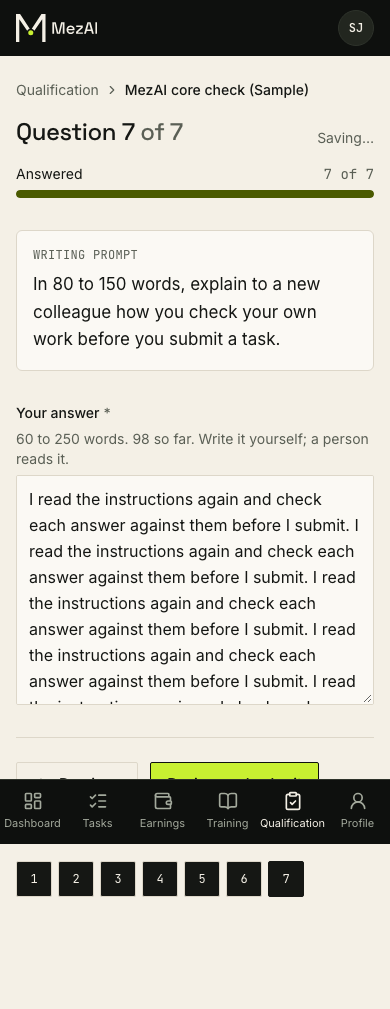 MezAI
SJ
Qualification > MezAI core check (Sample)
Question 7 of 7
Saving...
Answered
7 of 7
WRITING PROMPT
In 80 to 150 words, explain to a new
colleague how you check your own
work before you submit a task.
Your answer *
60 to 250 words. 98 so far. Write it yourself; a person
reads it.
I read the instructions again and check
each answer against them before I submit. I
read the instructions again and check each
answer against them before I submit. I read
the instructions again and check each
answer against them before I submit. I read
the instructions again and check each
answer against them before I submit. I read
Dashboard
Tasks
Earnings
Training
Qualification
Profile
1
2
3
4
5
6
7